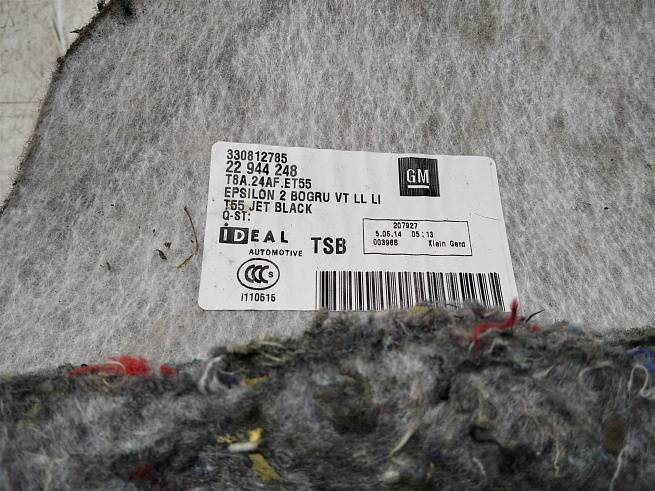 330812785
22 944 248
T8A.24AF.ET55
EPSILON 2 BOGRU VT LL LI
T55 JET BLACK
Q-ST:
GM
iDEAL
AUTOMOTIVE
TSB
207927
5.06.14 05:13
003988 Klein Gerd
CCC S
I110515